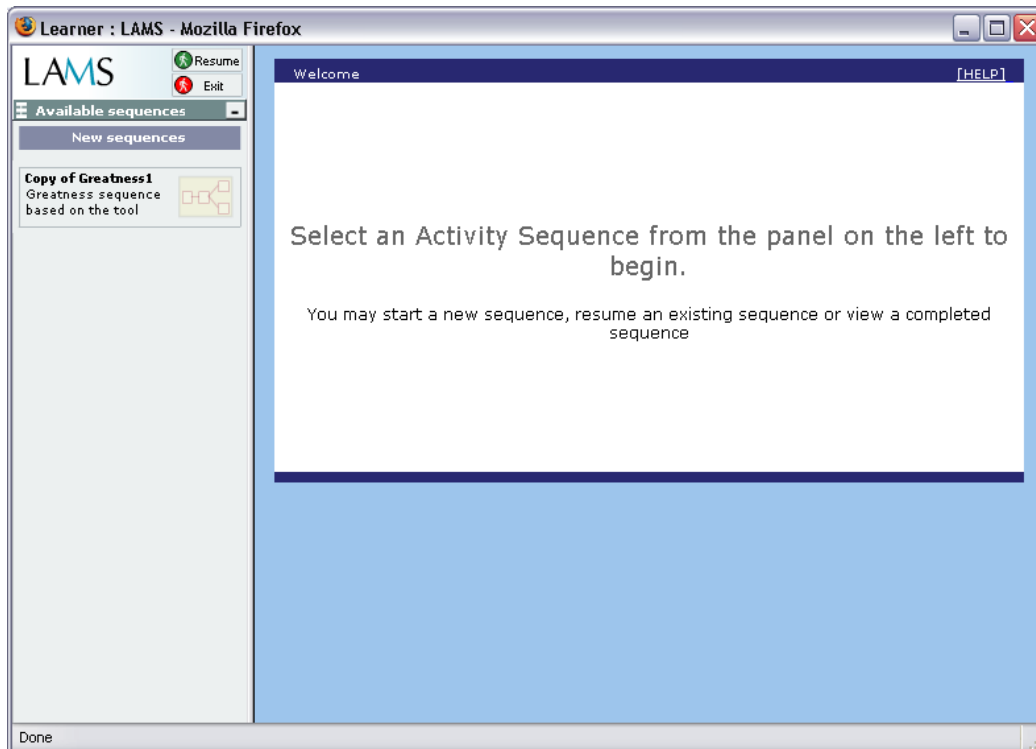 Learner : LAMS - Mozilla Firefox
LAMS
Resume
Exit
Available sequences
New sequences
Copy of Greatness1
Greatness sequence
based on the tool
Welcome
[HELP]
Select an Activity Sequence from the panel on the left to
begin.
You may start a new sequence, resume an existing sequence or view a completed
sequence
Done